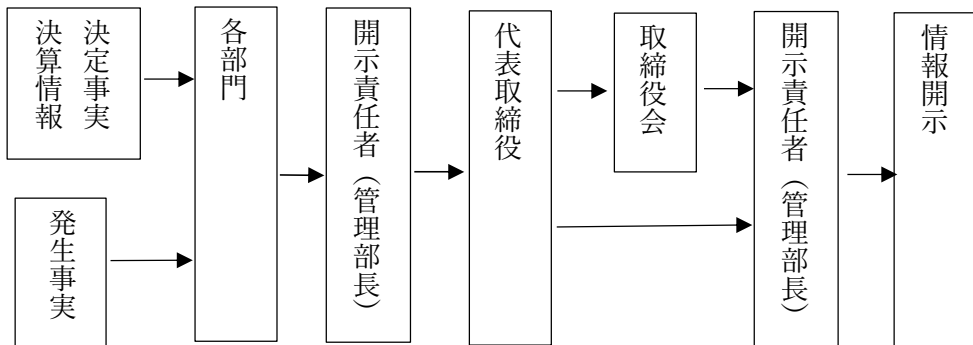 決定事実
決算情報
発生事実
各部門
開示責任者（管理部長）
代表取締役
取締役会
開示責任者（管理部長）
情報開示